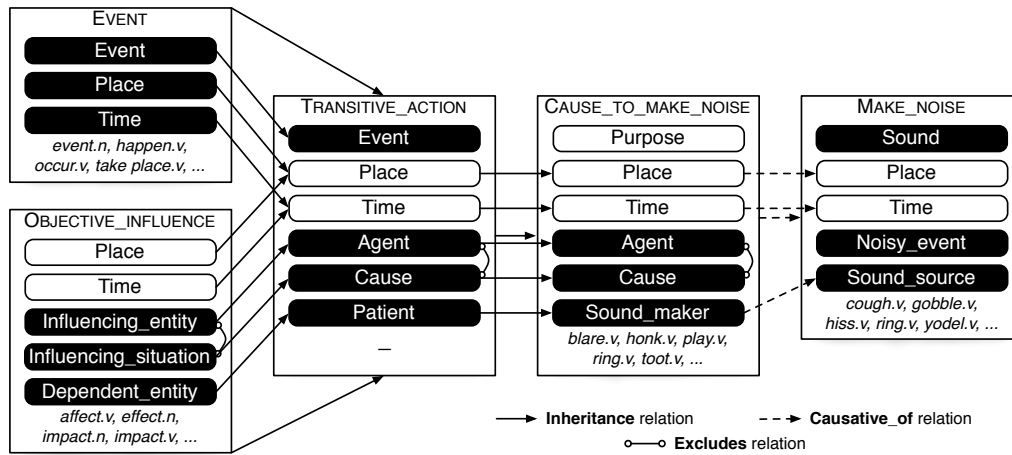 EVENT
Event
Place
Time
event.n, happen.v,
occur.v, take place.v, ...
OBJECTIVE_INFLUENCE
Place
Time
Influencing_entity
Influencing_situation
Dependent_entity
affect.v, effect.n,
impact.n, impact.v, ...
TRANSITIVE_ACTION
Event
Place
Time
Agent
Cause
Patient
–
CAUSE_TO_MAKE_NOISE
Purpose
Place
Time
Agent
Cause
Sound_maker
blare.v, honk.v, play.v,
ring.v, toot.v, ...
MAKE_NOISE
Sound
Place
Time
Noisy_event
Sound_source
cough.v, gobble.v,
hiss.v, ring.v, yodel.v, ...
Inheritance relation
Causative_of relation
Excludes relation